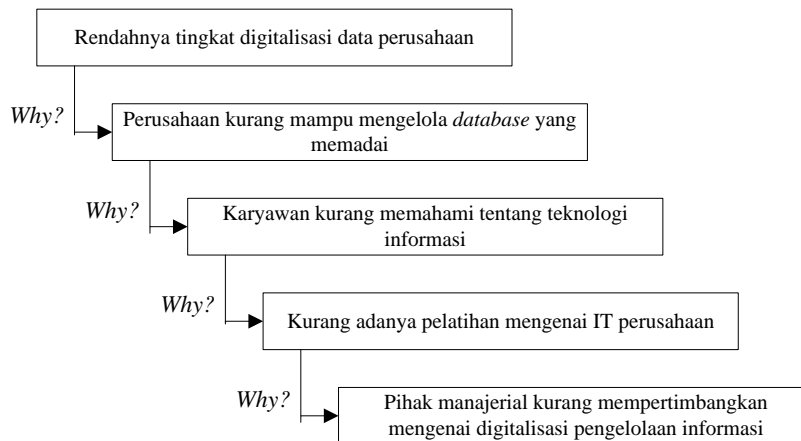 Rendahnya tingkat digitalisasi data perusahaan
Why?
Perusahaan kurang mampu mengelola database yang
memadai
Why?
Karyawan kurang memahami tentang teknologi
informasi
Why?
Kurang adanya pelatihan mengenai IT perusahaan
Why?
Pihak manajerial kurang mempertimbangkan
mengenai digitalisasi pengelolaan informasi